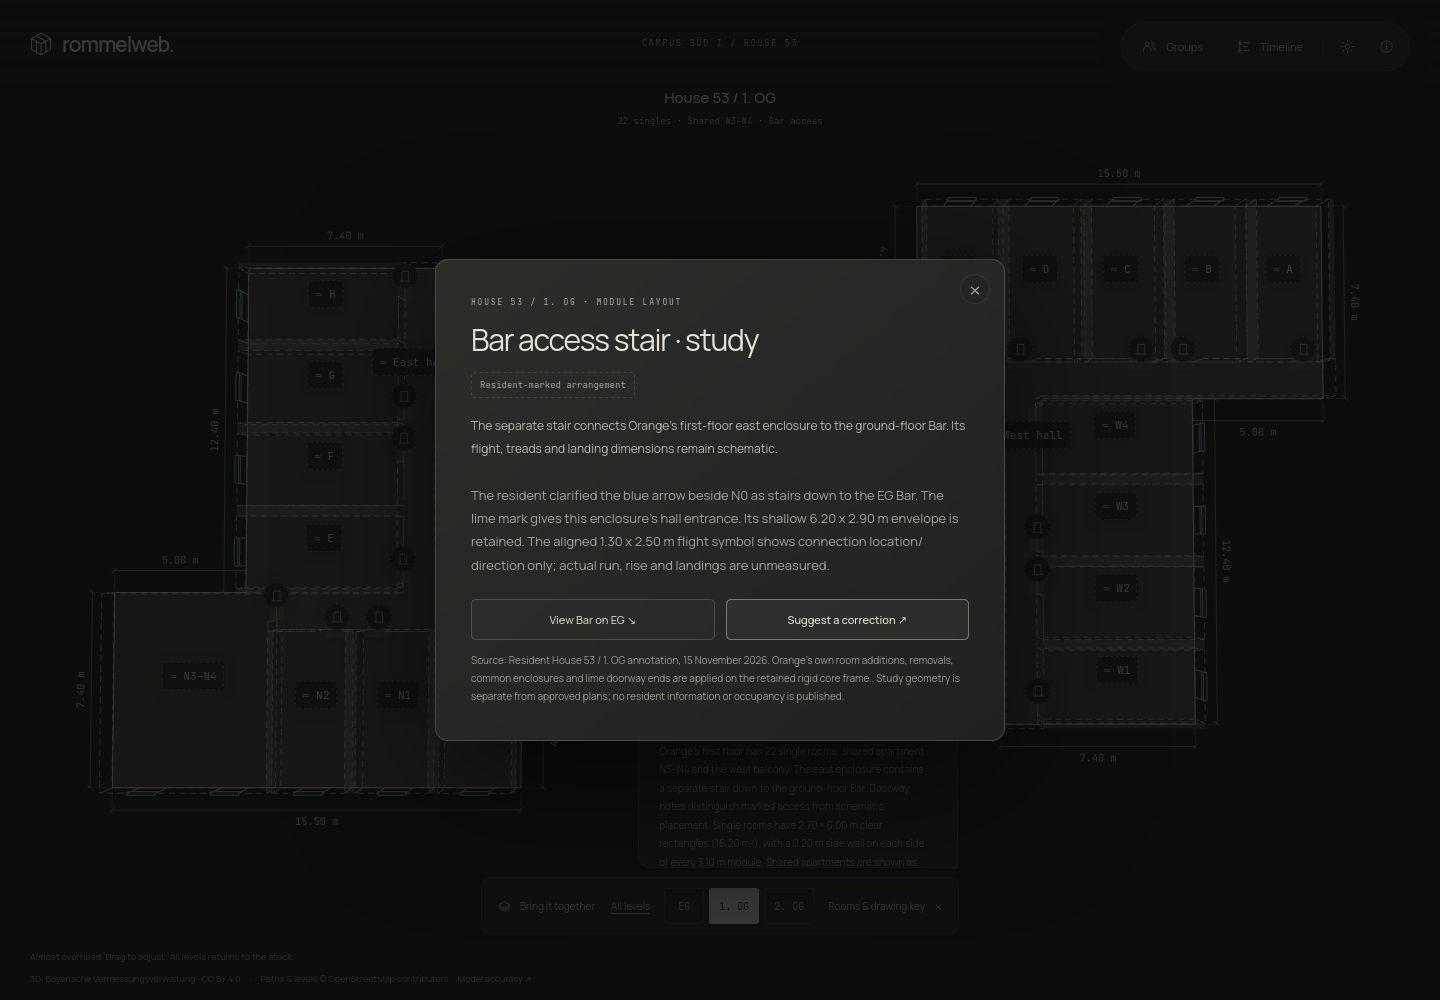 rommelweb.
CAMPUS SÜD I / HOUSE 53
Groups
Timeline
House 53 / 1. OG
22 singles · Shared N3–N4 · Bar access
15.50 m
7.40 m
≈ H
≈ D
≈ C
≈ B
≈ A
7.40 m
≈ G
≈ East
12.40 m
≈ F
≈ E
5.00 m
West hall
≈ W4
5.00 m
≈ W3
12.40 m
≈ W2
≈ W1
7.40 m
≈ N3–N4
≈ N2
≈ N1
7.40 m
15.50 m
HOUSE 53 / 1. OG · MODULE LAYOUT
Bar access stair · study
Resident-marked arrangement
The separate stair connects Orange's first-floor east enclosure to the ground-floor Bar. Its
flight, treads and landing dimensions remain schematic.
The resident clarified the blue arrow beside N0 as stairs down to the EG Bar. The
lime mark gives this enclosure's hall entrance. Its shallow 6.20 x 2.90 m envelope is
retained. The aligned 1.30 x 2.50 m flight symbol shows connection location/
direction only; actual run, rise and landings are unmeasured.
View Bar on EG ↘
Suggest a correction ↗
Source: Resident House 53 / 1. OG annotation, 15 November 2026. Orange's own room additions, removals,
common enclosures and lime doorway ends are applied on the retained rigid core frame.. Study geometry is
separate from approved plans; no resident information or occupancy is published.
Orange's first floor has 22 single rooms, shared apartment
N3–N4 and the west balcony. The east enclosure contains
a separate stair down to the ground-floor Bar. Doorway
notes distinguish marked access from schematic
placement. Single rooms have 2.70 × 6.00 m clear
rectangles (16.20 m²), with a 0.20 m side wall on each side
of every 3.10 m module. Shared apartments are shown as
Bring it together
All levels
EG
1. OG
2. OG
Rooms & drawing key ×
Almost overhead. Drag to adjust. All levels returns to the stack.
3D: Bayerische Vermessungsverwaltung · CC BY 4.0
Paths & levels © OpenStreetMap contributors
Model accuracy ↗